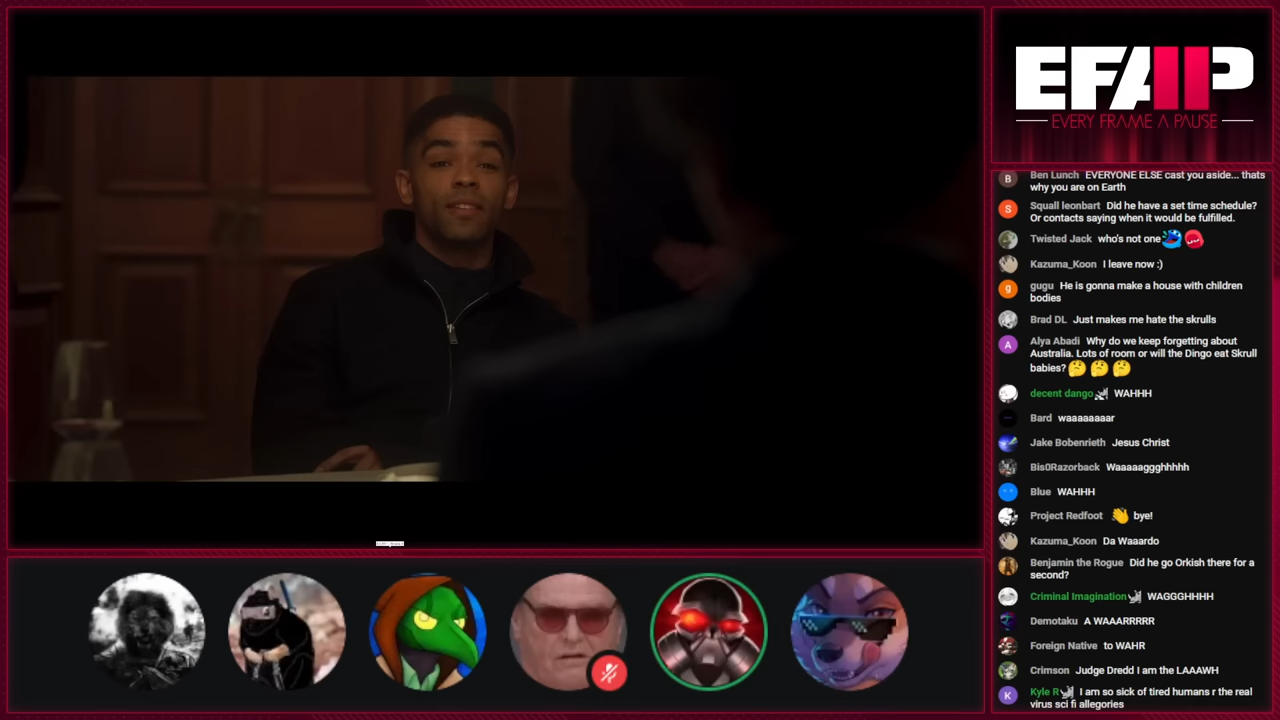 EFAP
EVERY FRAME A PAUSE
B Ben Lunch EVERYONE ELSE cast you aside... thats
why you are on Earth
S Squall leonbart Did he have a set time schedule?
Or contacts saying when it would be fulfilled.
Twisted Jack who's not one
Kazuma_Koon I leave now :)
g gugu He is gonna make a house with children
bodies
Brad DL Just makes me hate the skrulls
A Alya Abadi Why do we keep forgetting about
Australia. Lots of room or will the Dingo eat Skrull
babies?🤔🤔🤔
decent dango WAHHH
Bard waaaaaaaar
Jake Bobenrieth Jesus Christ
Bis0Razorback Waaaaaggghhhhh
Blue WAHHH
Project Redfoot 👋 bye!
Kazuma_Koon Da Waaardo
Benjamin the Rogue Did he go Orkish there for a
second?
Criminal Imagination WAGGGHHHH
Demotaku A WAAARRRRR
Foreign Native to WAHR
Crimson Judge Dredd I am the LAAAWH
K Kyle R I am so sick of tired humans r the real
virus sci fi allegories